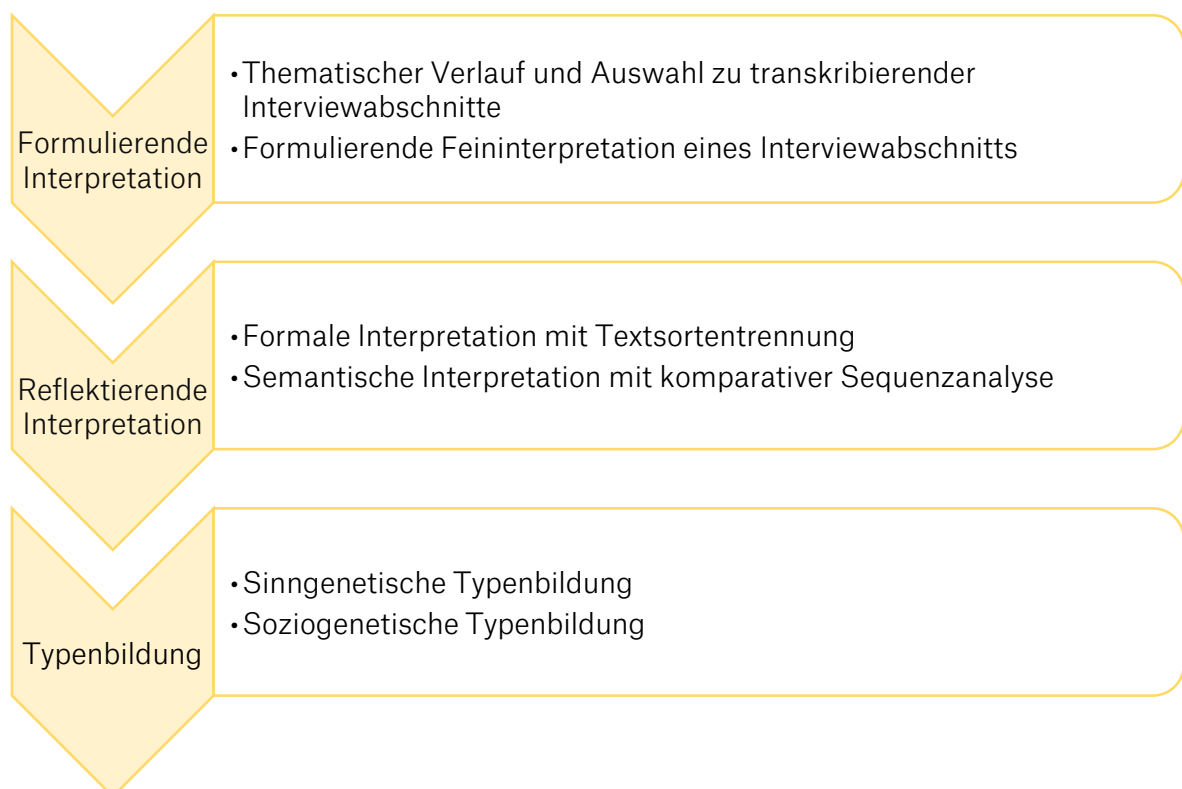 Formulierende
Interpretation
•Thematischer Verlauf und Auswahl zu transkribierender
Interviewabschnitte
•Formulierende Feininterpretation eines Interviewabschnitts
Reflektierende
Interpretation
•Formale Interpretation mit Textsortentrennung
•Semantische Interpretation mit komparativer Sequenzanalyse
Typenbildung
•Sinngenetische Typenbildung
•Soziogenetische Typenbildung